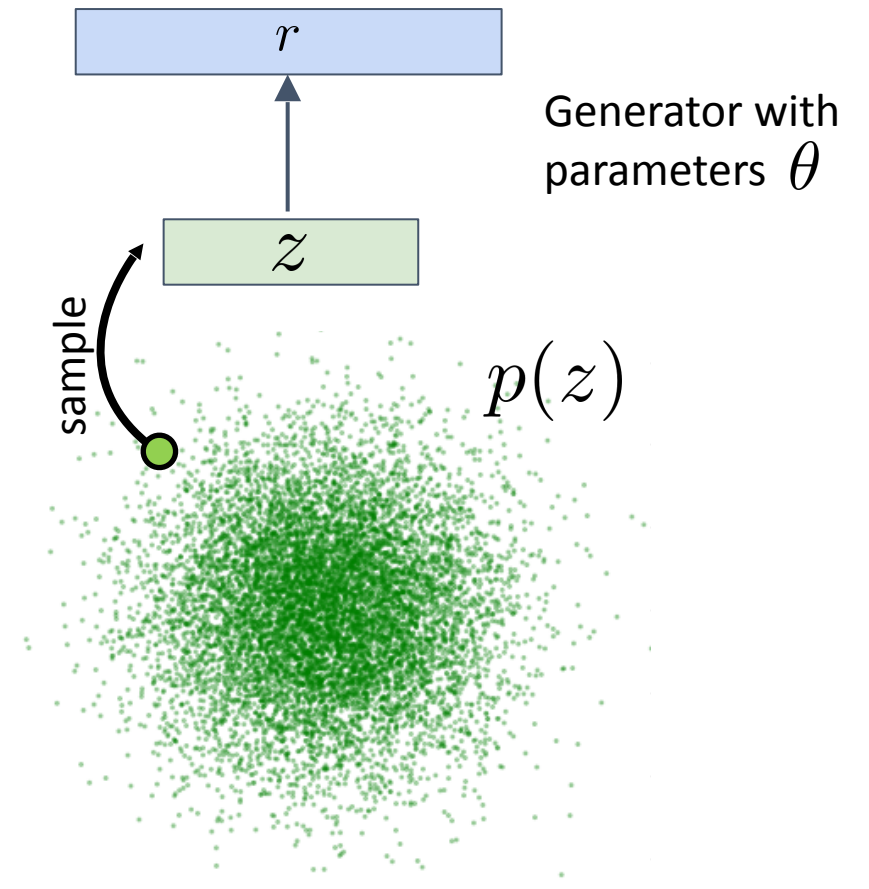 r
Generator with
parameters θ
z
sample
p(z)